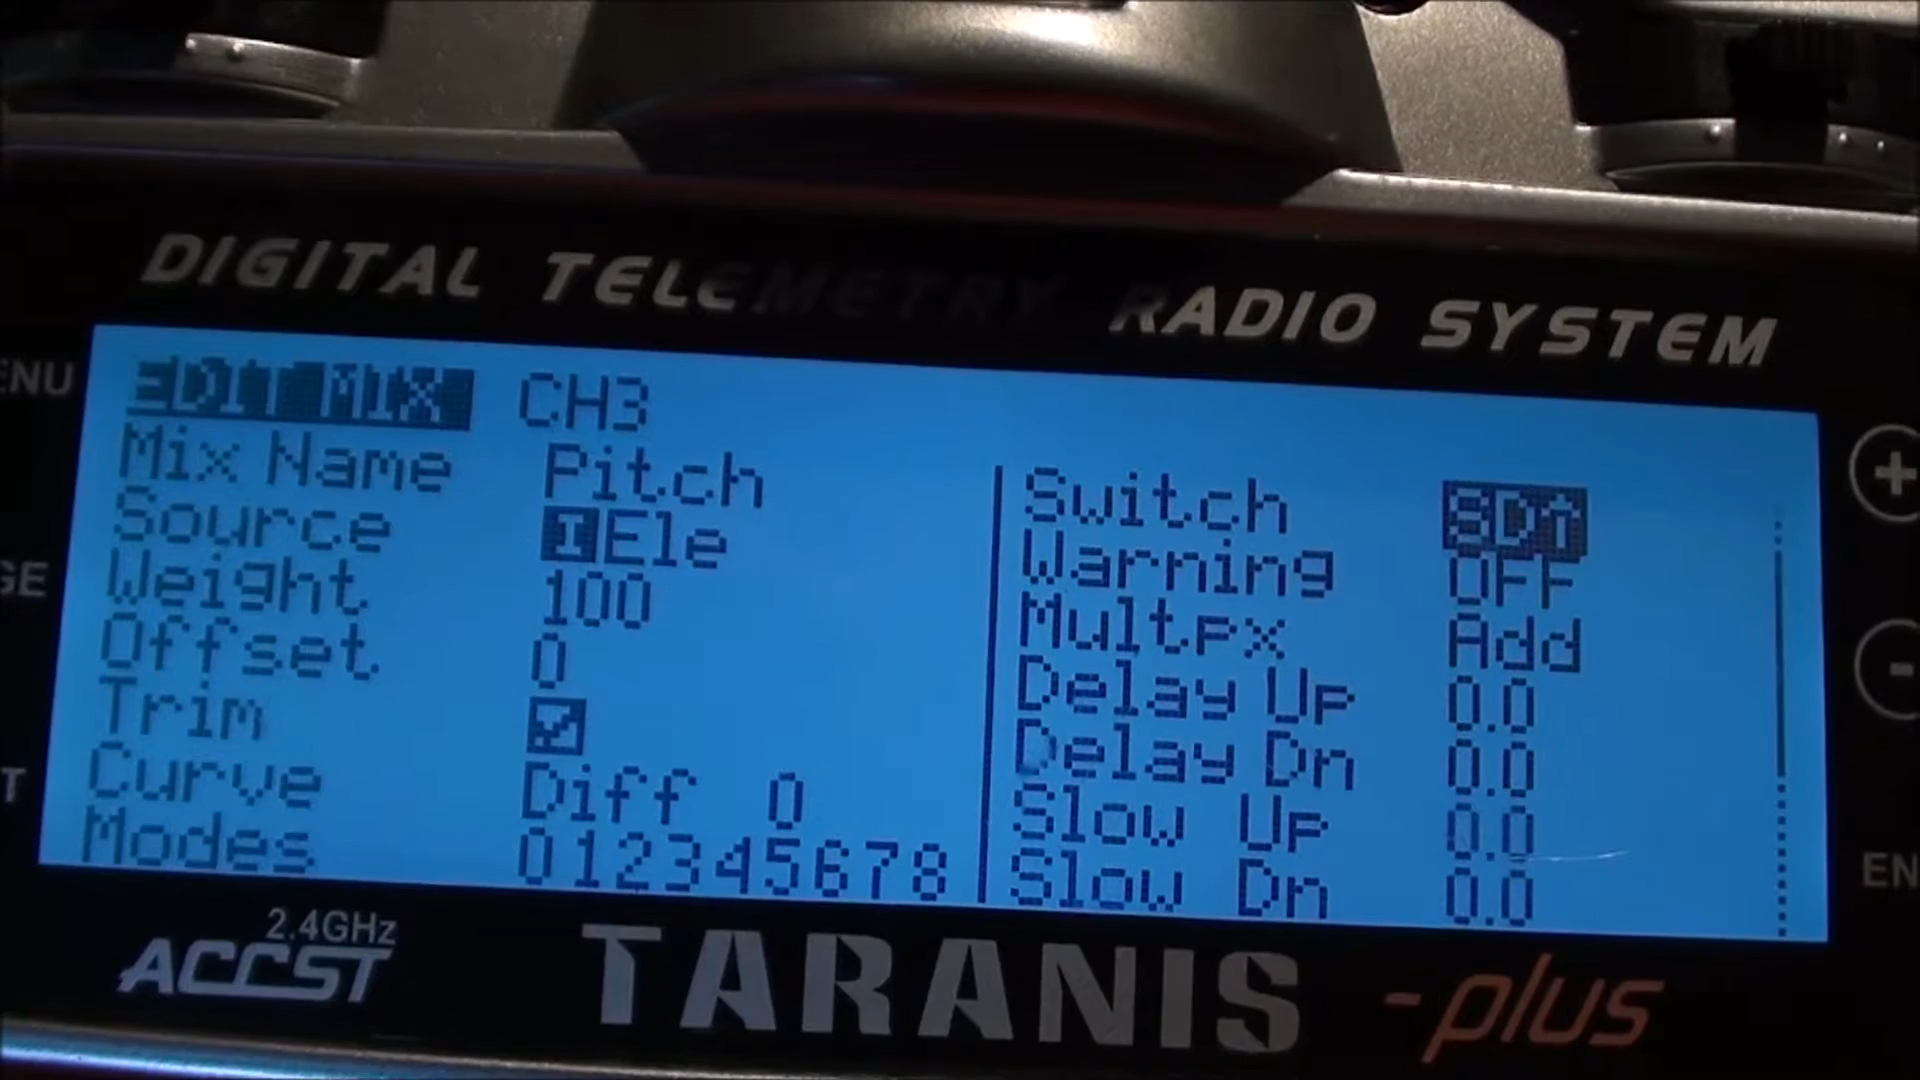 DIGITAL TELEMETRY RADIO SYSTEM
ENU
GE
T
EN
+
-
EDIT MIX CH3
Mix Name Pitch
Source I Ele
Weight 100
Offset 0
Trim
Curve Diff 0
Modes 012345678
Switch SD↑
Warning OFF
Multpx Add
Delay Up 0.0
Delay Dn 0.0
Slow Up 0.0
Slow Dn 0.0
2.4GHz
ACCST
TARANIS -plus